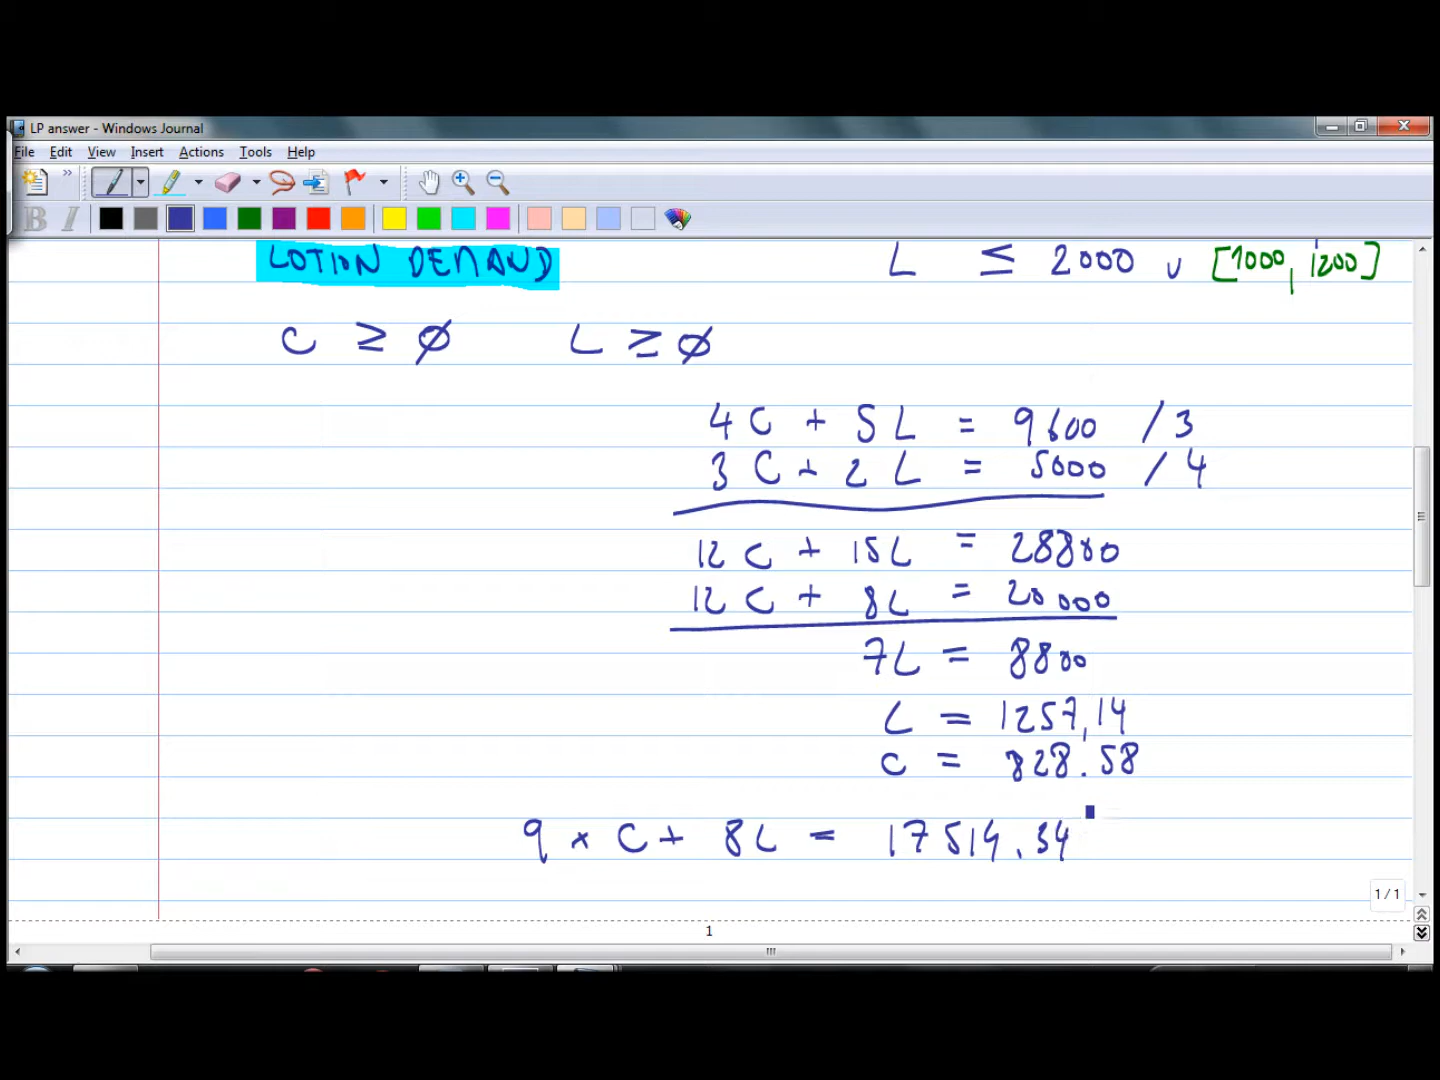 LP answer - Windows Journal
File Edit View Insert Actions Tools Help
B I
LOTION DEMAND L ≤ 2000 ∪ [1000, 1200]
C ≥ ∅ L ≥ ∅
4C + 5L = 9600 /3
3C + 2L = 5000 /4
12C + 15L = 28800
12C + 8L = 20000
7L = 8800
L = 1257,14
C = 828.58
9 × C + 8L = 17514.34
1/1
1